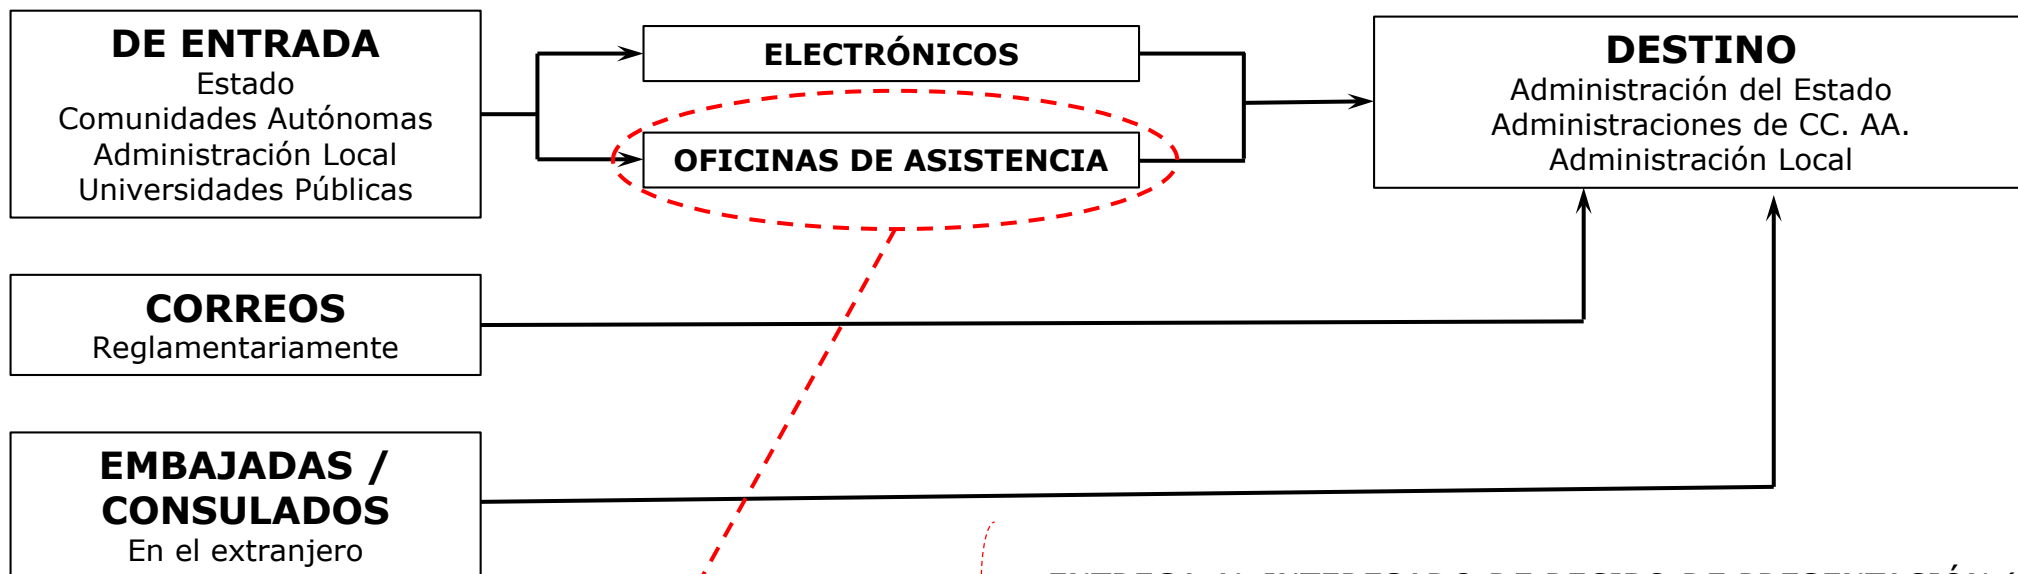 DE ENTRADA
Estado
Comunidades Autónomas
Administración Local
Universidades Públicas
ELECTRÓNICOS
OFICINAS DE ASISTENCIA
DESTINO
Administración del Estado
Administraciones de CC. AA.
Administración Local
CORREOS
Reglamentariamente
EMBAJADAS /
CONSULADOS
En el extranjero